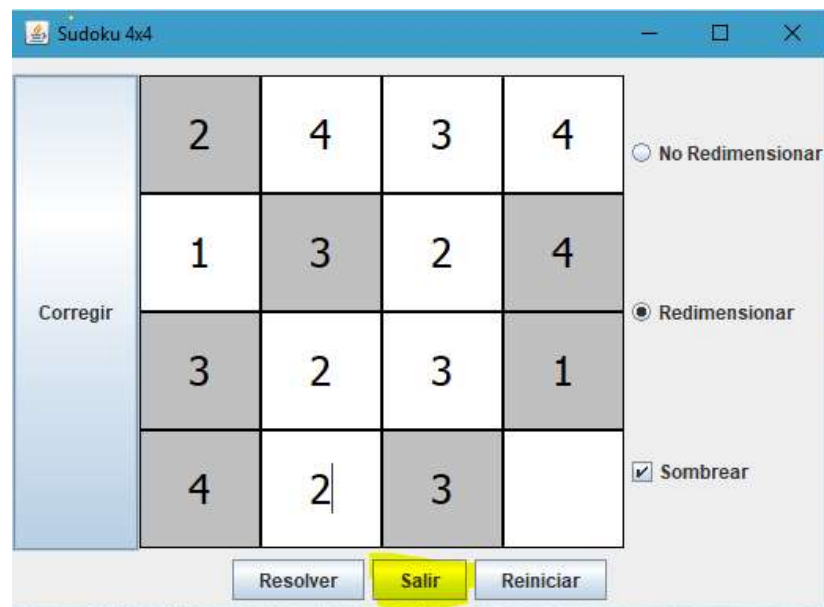 Sudoku 4x4
2 4 3 4
No Redimensionar
1 3 2 4
Corregir
Redimensionar
3 2 3 1
4 2 3
Sombrear
Resolver Salir Reiniciar